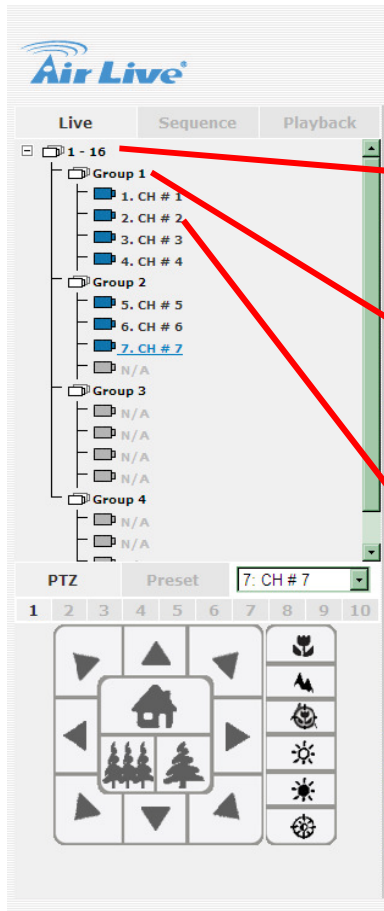 Air Live
Live Sequence Playback
1 - 16
Group 1
1. CH # 1
2. CH # 2
3. CH # 3
4. CH # 4
Group 2
5. CH # 5
6. CH # 6
7. CH # 7
N/A
Group 3
N/A
N/A
N/A
N/A
Group 4
N/A
N/A
PTZ Preset 7: CH # 7
1 2 3 4 5 6 7 8 9 10